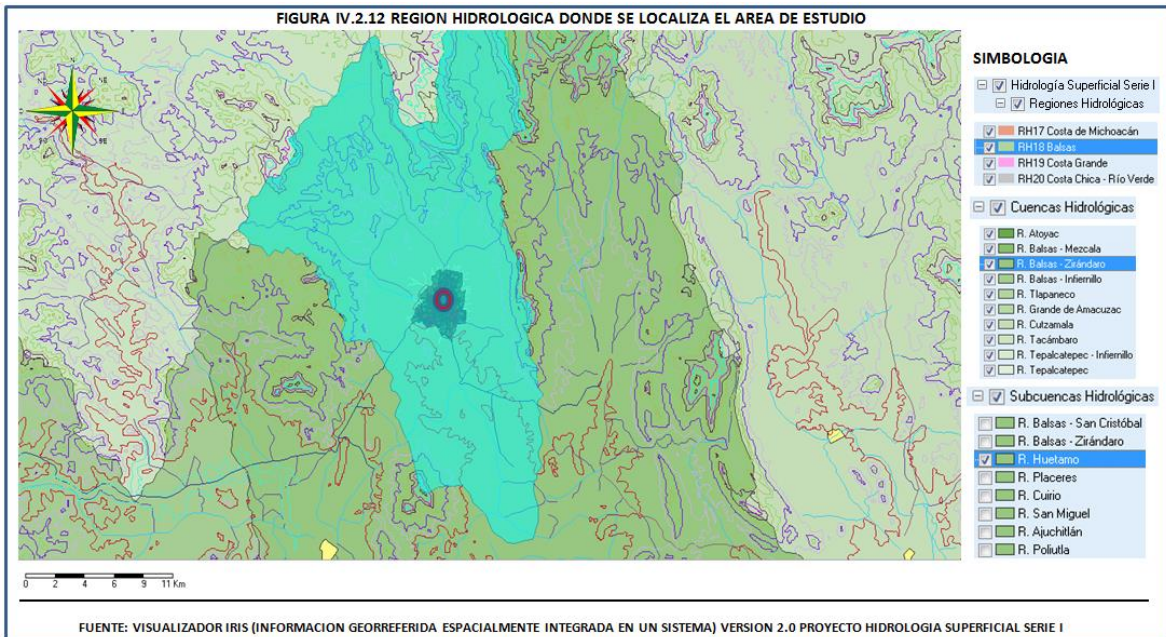 FIGURA IV.2.12 REGION HIDROLOGICA DONDE SE LOCALIZA EL AREA DE ESTUDIO
N
NE
SIMBOLOGIA
Hidrología Superficial Serie I
Regiones Hidrológicas
RH17 Costa de Michoacán
RH18 Balsas
RH19 Costa Grande
RH20 Costa Chica - Río Verde
Cuencas Hidrológicas
R. Atoyac
R. Balsas - Mezcala
R. Balsas - Zirándaro
R. Balsas - Infiernillo
R. Tlapaneco
R. Grande de Amacuzac
R. Cutzamala
R. Tacámbaro
R. Tepalcatepec - Infiernillo
R. Tepalcatepec
Subcuencas Hidrológicas
R. Balsas - San Cristóbal
R. Balsas - Zirándaro
R. Huetamo
R. Placeres
R. Cuirio
R. San Miguel
R. Ajuchitlán
R. Poliutla
0 2 4 6 9 11 Km
FUENTE: VISUALIZADOR IRIS (INFORMACION GEORREFERIDA ESPACIALMENTE INTEGRADA EN UN SISTEMA) VERSION 2.0 PROYECTO HIDROLOGIA SUPERFICIAL SERIE I